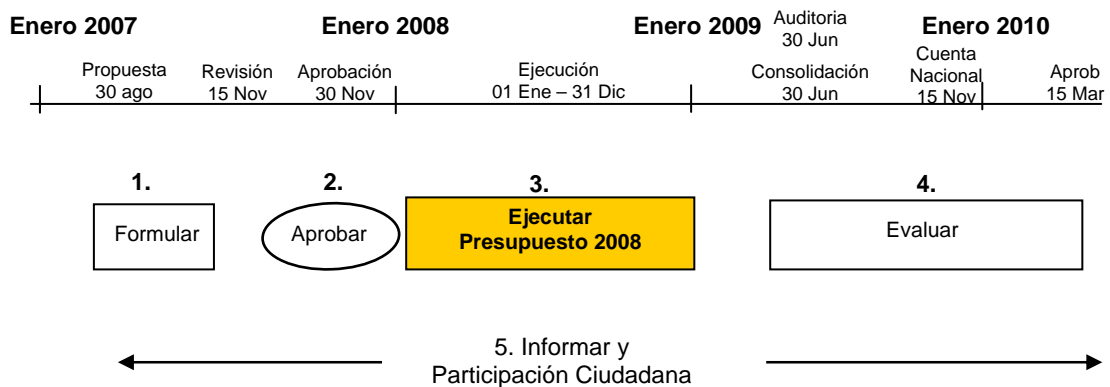 Enero 2007
Enero 2008
Enero 2009
Auditoria
30 Jun
Enero 2010
Propuesta
30 ago
Revisión
15 Nov
Aprobación
30 Nov
Ejecución
01 Ene – 31 Dic
Consolidación
30 Jun
Cuenta
Nacional
15 Nov
Aprob
15 Mar
1.
Formular
2.
Aprobar
3.
Ejecutar
Presupuesto 2008
4.
Evaluar
5. Informar y
Participación Ciudadana